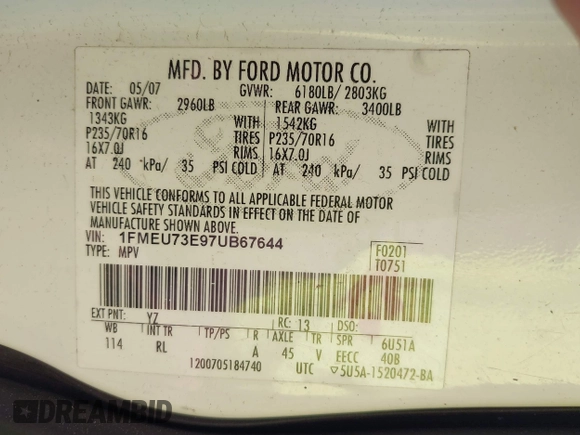 MFD. BY FORD MOTOR CO.
DATE: 05/07 GVWR: 6180LB/ 2803KG
FRONT GAWR: 2960LB REAR GAWR: 3400LB
1343KG WITH 1542KG WITH
P235/70R16 TIRES P235/70R16 TIRES
16X7.0J RIMS 16X7.0J RIMS
AT 240 kPa/ 35 PSI COLD AT 240 kPa/ 35 PSI COLD
THIS VEHICLE CONFORMS TO ALL APPLICABLE FEDERAL MOTOR
VEHICLE SAFETY STANDARDS IN EFFECT ON THE DATE OF
MANUFACTURE SHOWN ABOVE.
VIN: 1FMEU73E97UB67644 F0201
TYPE: MPV T0751
EXT PNT: YZ RC: 13 DSO:
WB INT TR TP/PS R AXLE TR SPR 6U51A
114 RL A 45 V EECC 40B
1200705184740 UTC ▽5U5A-1520472-BA
Ford
DREAMBID